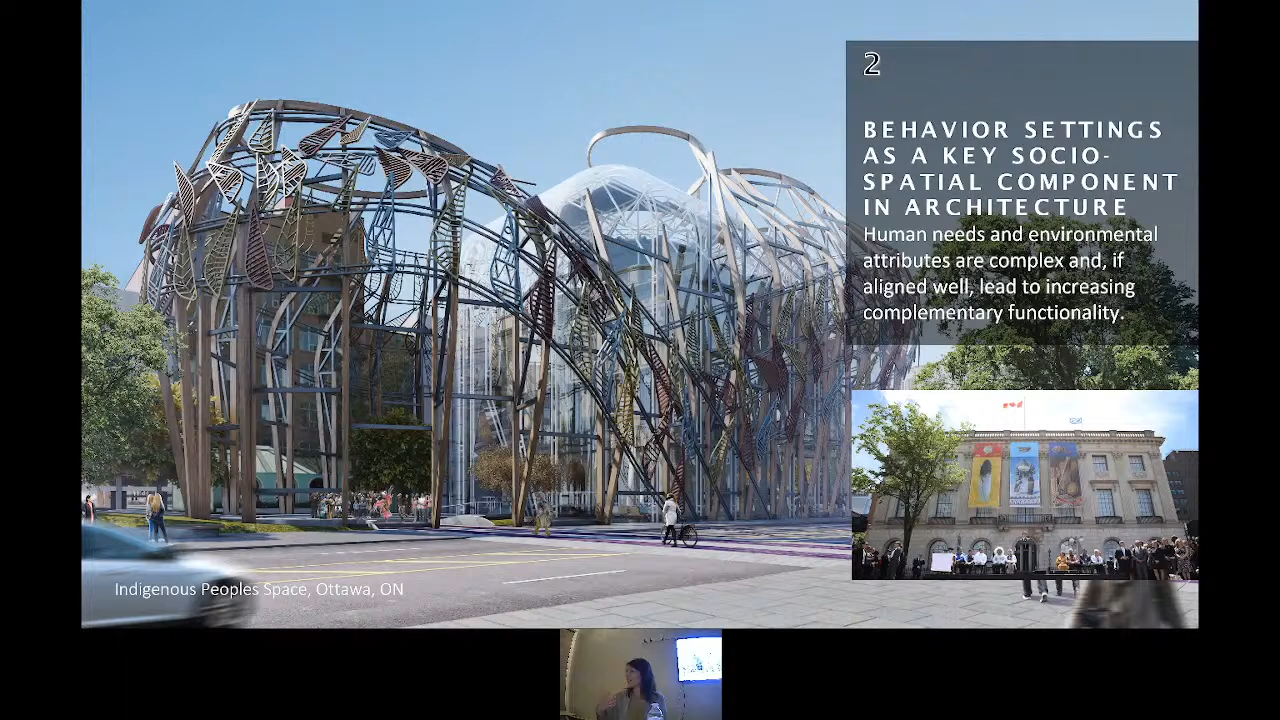 2
BEHAVIOR SETTINGS
AS A KEY SOCIO-
SPATIAL COMPONENT
IN ARCHITECTURE
Human needs and environmental
attributes are complex and, if
aligned well, lead to increasing
complementary functionality.
Indigenous Peoples Space, Ottawa, ON